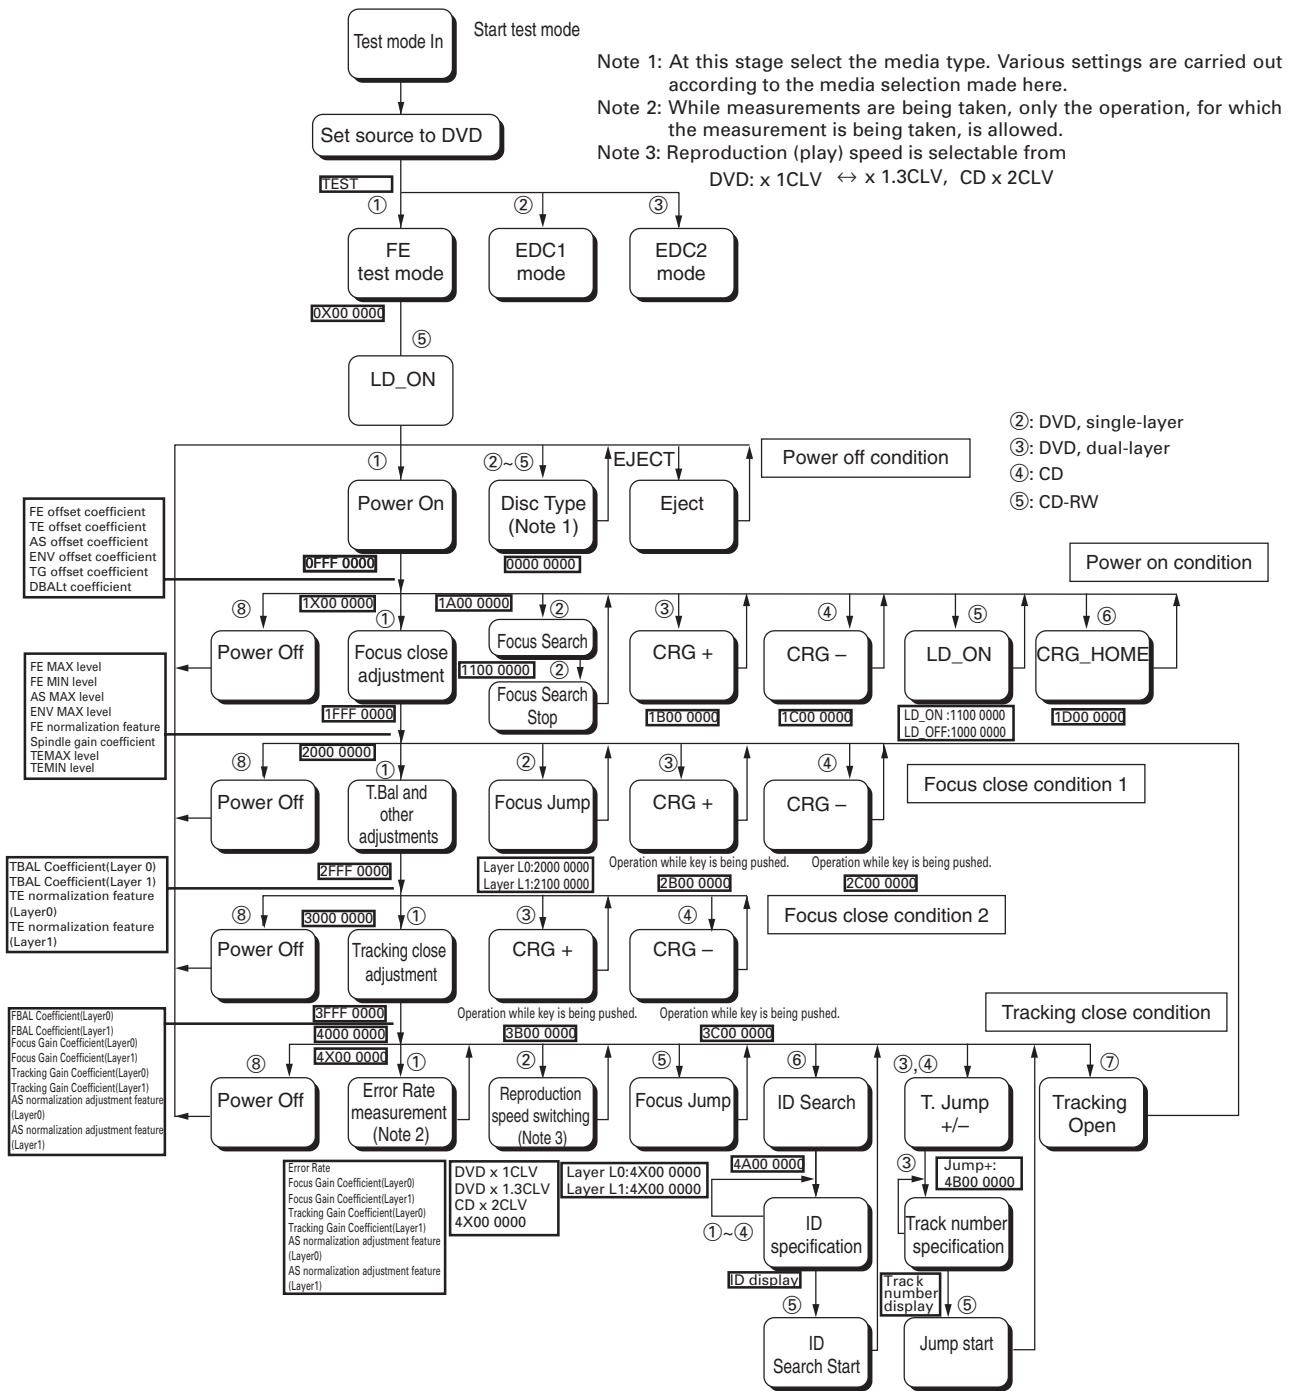 Test mode In
Start test mode
Note 1: At this stage select the media type. Various settings are carried out
according to the media selection made here.
Note 2: While measurements are being taken, only the operation, for which
the measurement is being taken, is allowed.
Note 3: Reproduction (play) speed is selectable from
DVD: x 1CLV ↔ x 1.3CLV, CD x 2CLV
Set source to DVD
TEST
① ② ③
FE
test mode
EDC1
mode
EDC2
mode
0X00 0000
⑤
LD_ON
②: DVD, single-layer
③: DVD, dual-layer
④: CD
⑤: CD-RW
① ②~⑤ EJECT
Power off condition
Power On
Disc Type
(Note 1)
Eject
FE offset coefficient
TE offset coefficient
AS offset coefficient
ENV offset coefficient
TG offset coefficient
DBALt coefficient
0FFF 0000
0000 0000
Power on condition
⑧ 1X00 0000 ① 1A00 0000 ② ③ ④ ⑤ ⑥
Power Off
Focus close
adjustment
Focus Search
1100 0000 ②
Focus Search
Stop
CRG +
CRG –
LD_ON
CRG_HOME
FE MAX level
FE MIN level
AS MAX level
ENV MAX level
FE normalization feature
Spindle gain coefficient
TEMAX level
TEMIN level
1FFF 0000
1B00 0000
1C00 0000
LD_ON :1100 0000
LD_OFF:1000 0000
1D00 0000
⑧ 2000 0000 ① ② ③ ④
Focus close condition 1
Power Off
T.Bal and
other
adjustments
Focus Jump
CRG +
CRG –
TBAL Coefficient(Layer 0)
TBAL Coefficient(Layer 1)
TE normalization feature
(Layer0)
TE normalization feature
(Layer1)
2FFF 0000
Layer L0:2000 0000
Layer L1:2100 0000
Operation while key is being pushed.
2B00 0000
Operation while key is being pushed.
2C00 0000
⑧ 3000 0000 ① ③ ④
Focus close condition 2
Power Off
Tracking close
adjustment
CRG +
CRG –
FBAL Coefficient(Layer0)
FBAL Coefficient(Layer1)
Focus Gain Coefficient(Layer0)
Focus Gain Coefficient(Layer1)
Tracking Gain Coefficient(Layer0)
Tracking Gain Coefficient(Layer1)
AS normalization adjustment feature
(Layer0)
AS normalization adjustment feature
(Layer1)
3FFF 0000
4000 0000
4X00 0000
Operation while key is being pushed.
3B00 0000
Operation while key is being pushed.
3C00 0000
Tracking close condition
⑧ ① ② ⑤ ⑥ ③,④ ⑦
Power Off
Error Rate
measurement
(Note 2)
Reproduction
speed switching
(Note 3)
Focus Jump
ID Search
T. Jump
+/–
Tracking
Open
Error Rate
Focus Gain Coefficient(Layer0)
Focus Gain Coefficient(Layer1)
Tracking Gain Coefficient(Layer0)
Tracking Gain Coefficient(Layer1)
AS normalization adjustment feature
(Layer0)
AS normalization adjustment feature
(Layer1)
DVD x 1CLV
DVD x 1.3CLV
CD x 2CLV
4X00 0000
Layer L0:4X00 0000
Layer L1:4X00 0000
4A00 0000
③
Jump+:
4B00 0000
①~④
ID
specification
Track number
specification
ID display
⑤
Track
number
display
⑤
ID
Search Start
Jump start